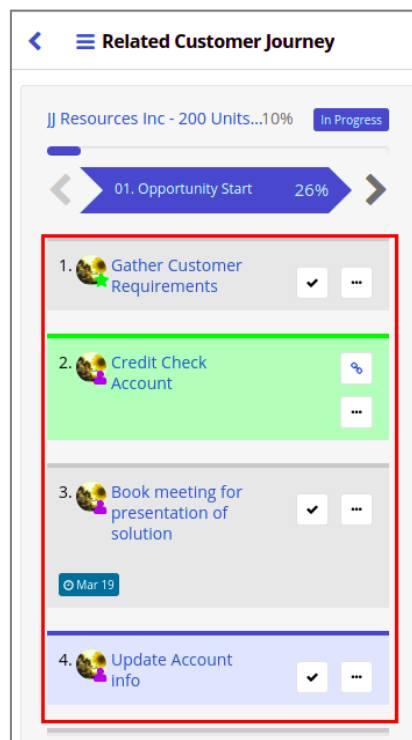 Related Customer Journey
JJ Resources Inc - 200 Units...10% In Progress
01. Opportunity Start 26%
1. Gather Customer
Requirements
2. Credit Check
Account
3. Book meeting for
presentation of
solution
Mar 19
4. Update Account
info